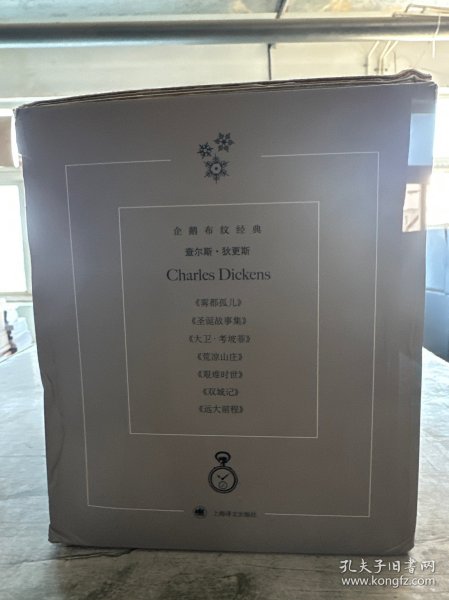 企鹅布纹经典
查尔斯·狄更斯
Charles Dickens
《雾都孤儿》
《圣诞故事集》
《大卫·考坡菲》
《荒凉山庄》
《艰难时世》
《双城记》
《远大前程》
上海译文出版社
孔夫子旧书网
www.kongfz.com